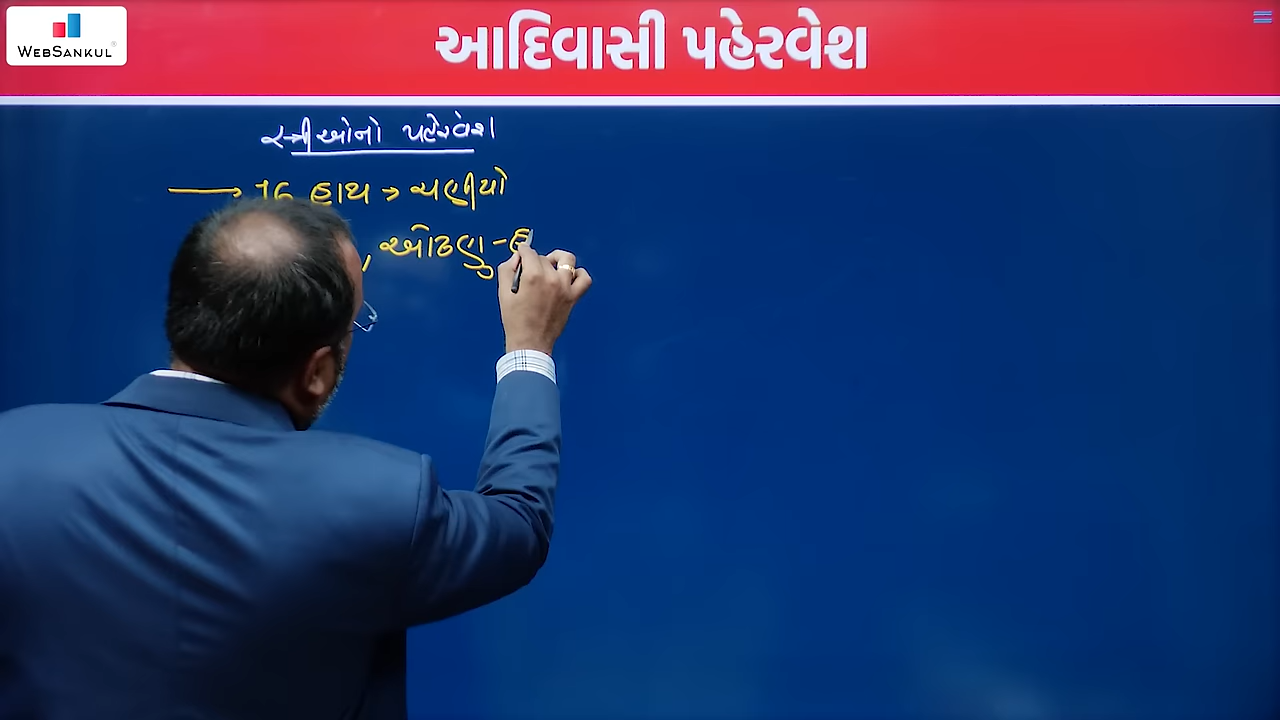 WEBSANKUL
આદિવાસી પહેરવેશ
સ્ત્રીઓનો પહેરવેશ
→ 16 હાથ → ચણીયો
, ઓઢણુ -